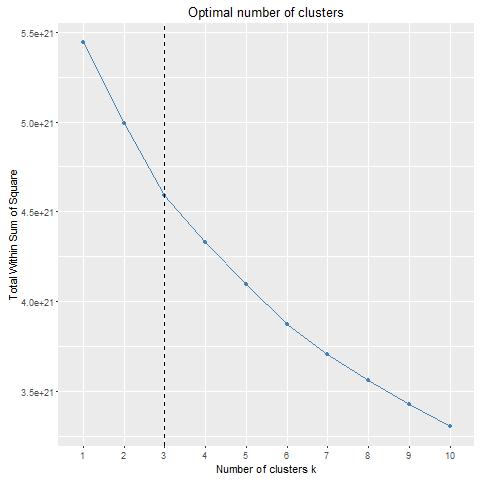 Optimal number of clusters
5.5e+21
5.0e+21
4.5e+21
4.0e+21
3.5e+21
Total Within Sum of Square
1 2 3 4 5 6 7 8 9 10
Number of clusters k